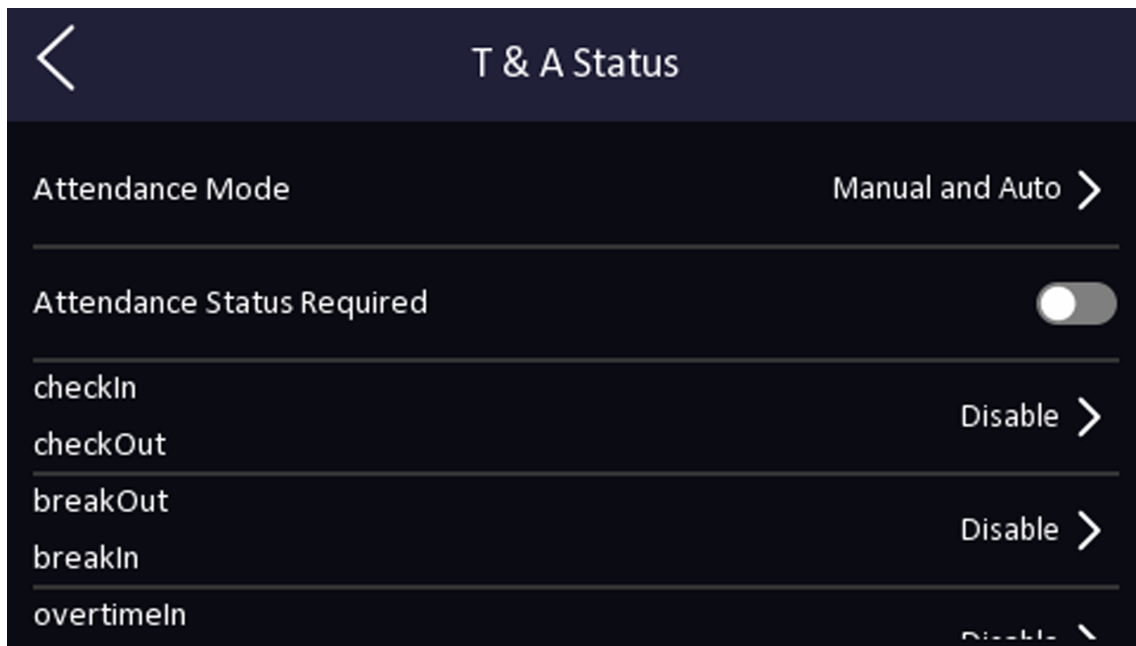 T & A Status
Attendance Mode
Manual and Auto
Attendance Status Required
checkIn
checkOut
Disable
breakOut
breakIn
Disable
overtimeIn